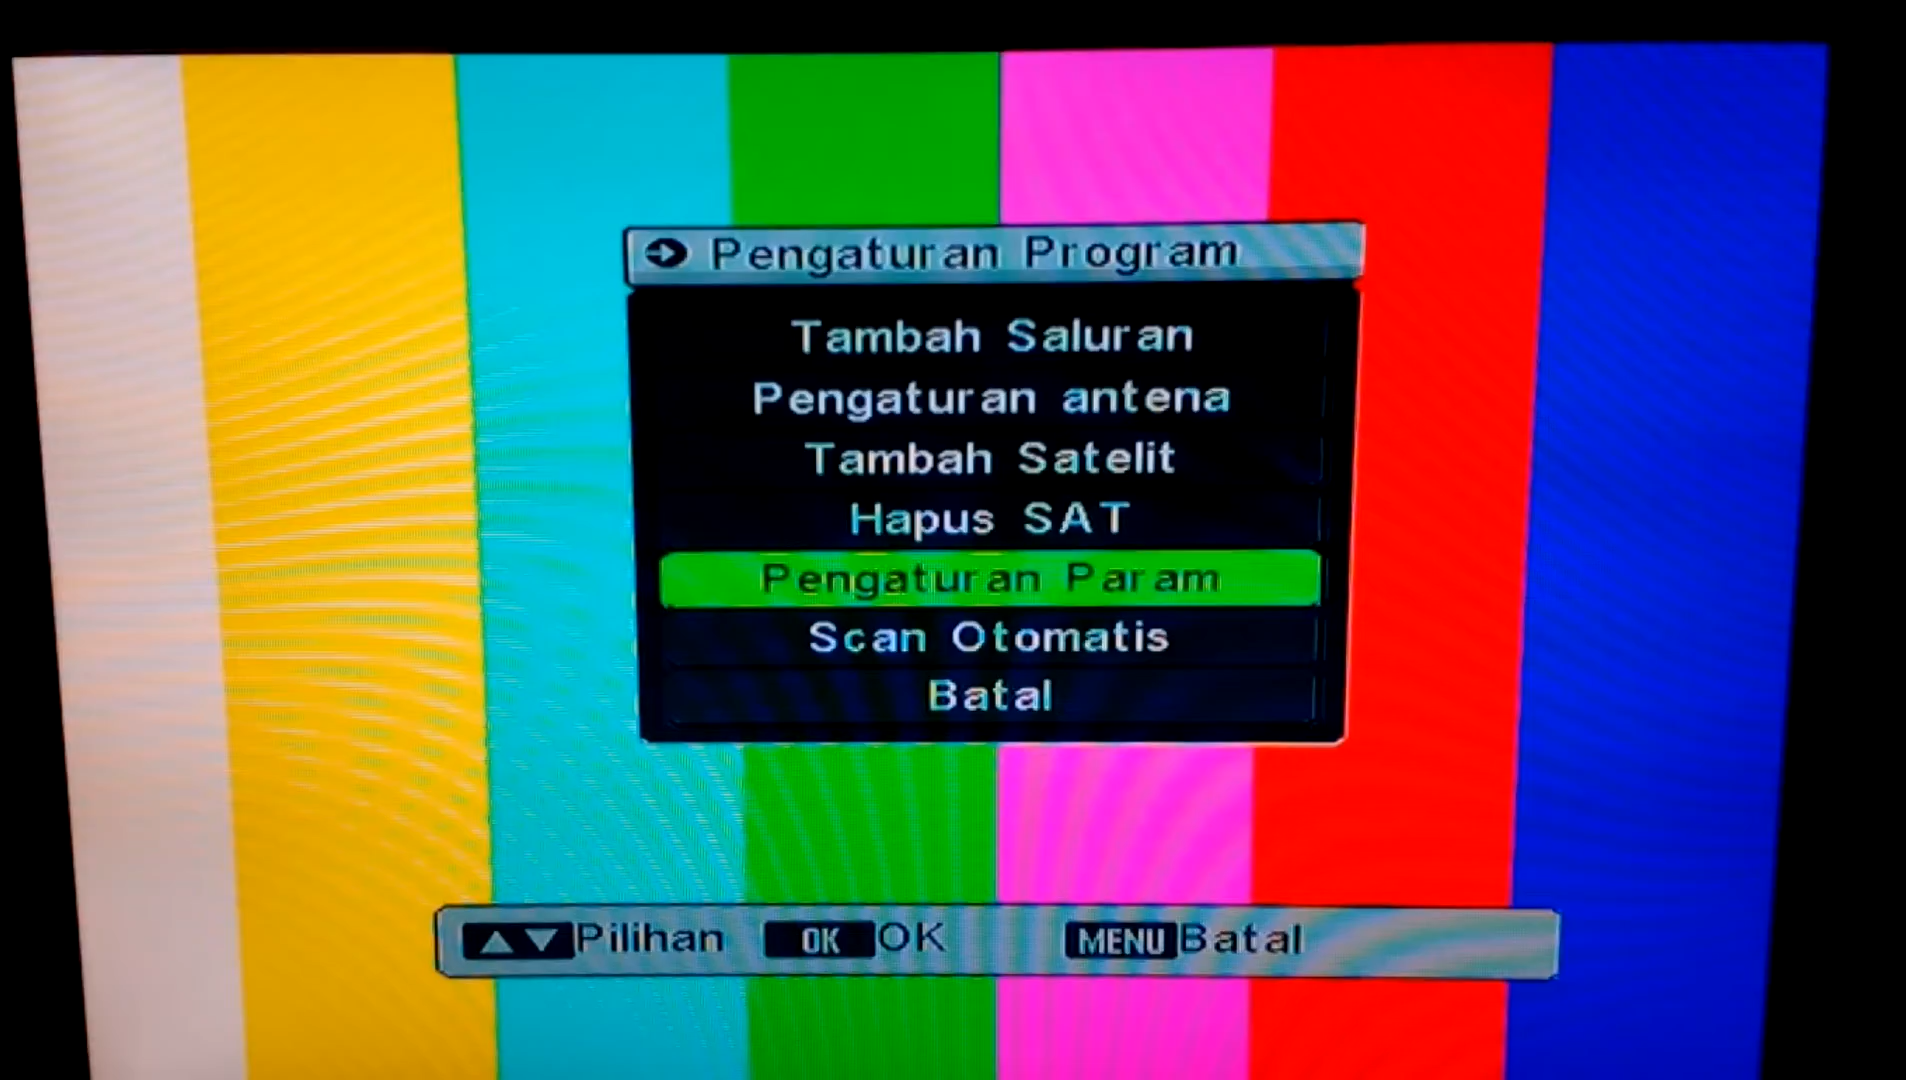 Pengaturan Program
Tambah Saluran
Pengaturan antena
Tambah Satelit
Hapus SAT
Pengaturan Param
Scan Otomatis
Batal
▲▼ Pilihan OK OK MENU Batal